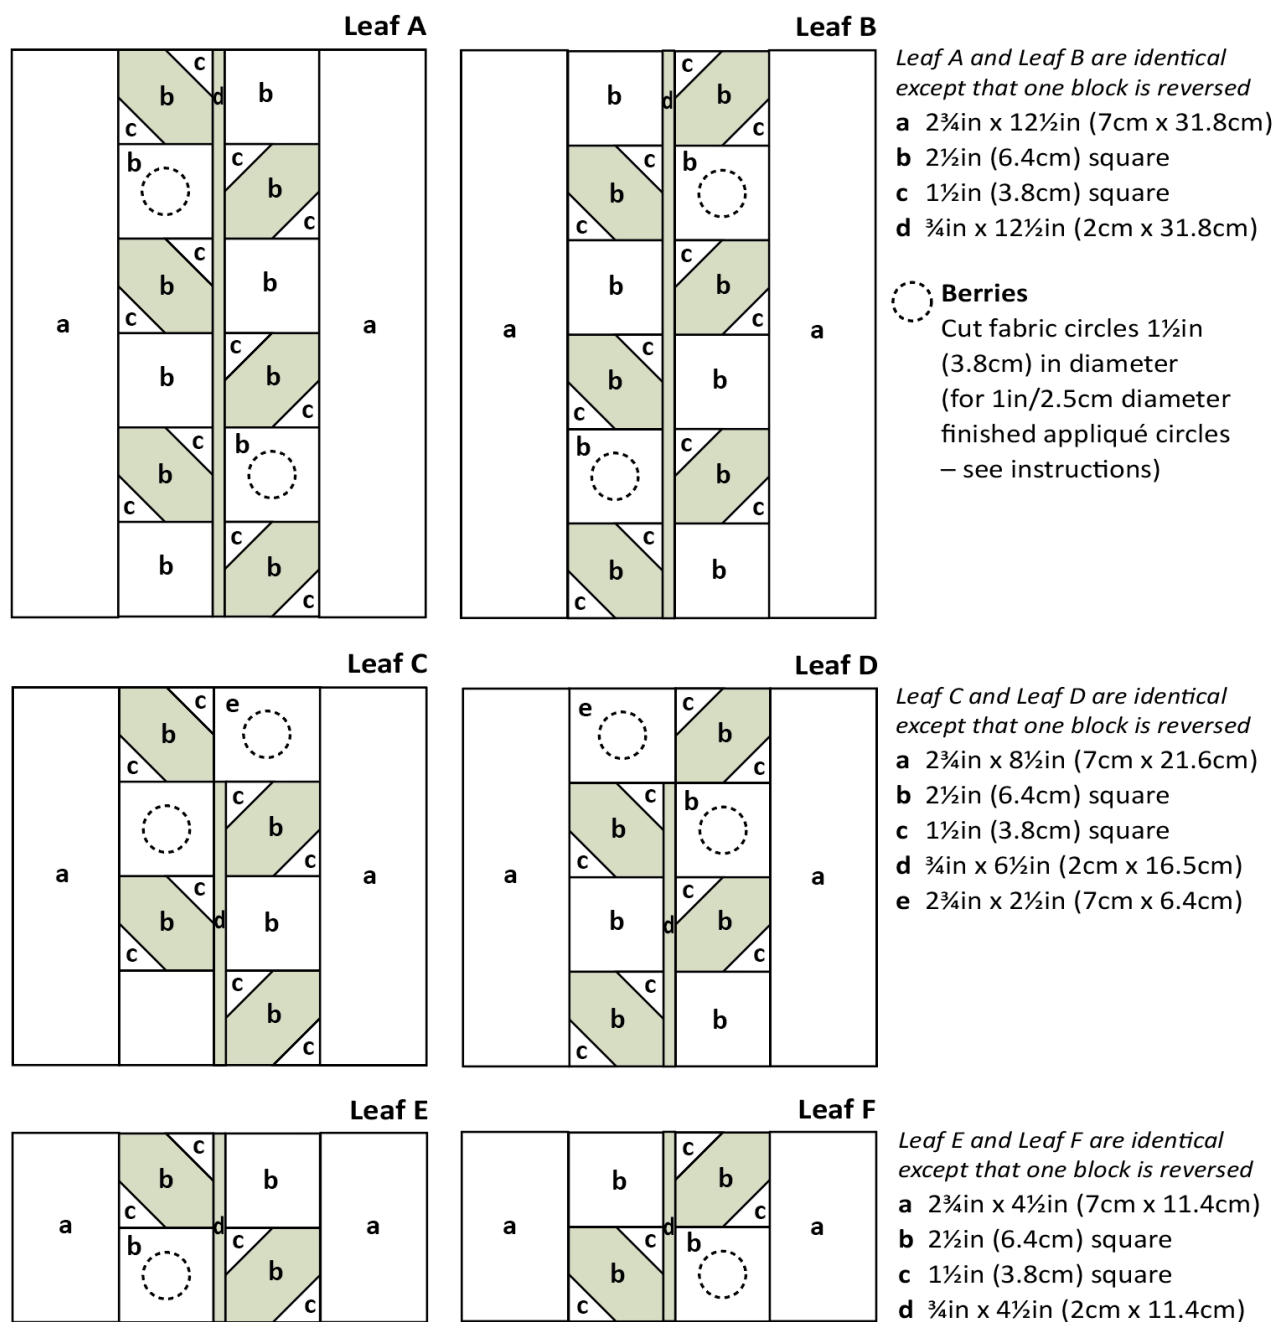 Leaf A
c
b
d
b
c
b
c
b
c
c
b
b
c
a
b
c
b
a
c
c
b
b
c
b
c
b
c
Leaf B
b
d
c
b
c
c
b
b
c
c
b
b
c
a
c
b
b
a
c
b
c
b
c
c
b
b
c
Leaf A and Leaf B are identical
except that one block is reversed
a 2¾in x 12½in (7cm x 31.8cm)
b 2½in (6.4cm) square
c 1½in (3.8cm) square
d ¾in x 12½in (2cm x 31.8cm)
Berries
Cut fabric circles 1½in
(3.8cm) in diameter
(for 1in/2.5cm diameter
finished appliqué circles
– see instructions)
Leaf C
c
e
b
c
c
b
c
a
c
a
b
d
b
c
c
b
c
Leaf D
e
c
b
c
c
b
b
c
a
c
a
b
d
b
c
c
b
b
c
Leaf C and Leaf D are identical
except that one block is reversed
a 2¾in x 8½in (7cm x 21.6cm)
b 2½in (6.4cm) square
c 1½in (3.8cm) square
d ¾in x 6½in (2cm x 16.5cm)
e 2¾in x 2½in (7cm x 6.4cm)
Leaf E
c
b
b
c
a
d
a
b
c
b
c
Leaf F
c
b
b
c
a
d
a
c
b
b
c
Leaf E and Leaf F are identical
except that one block is reversed
a 2¾in x 4½in (7cm x 11.4cm)
b 2½in (6.4cm) square
c 1½in (3.8cm) square
d ¾in x 4½in (2cm x 11.4cm)